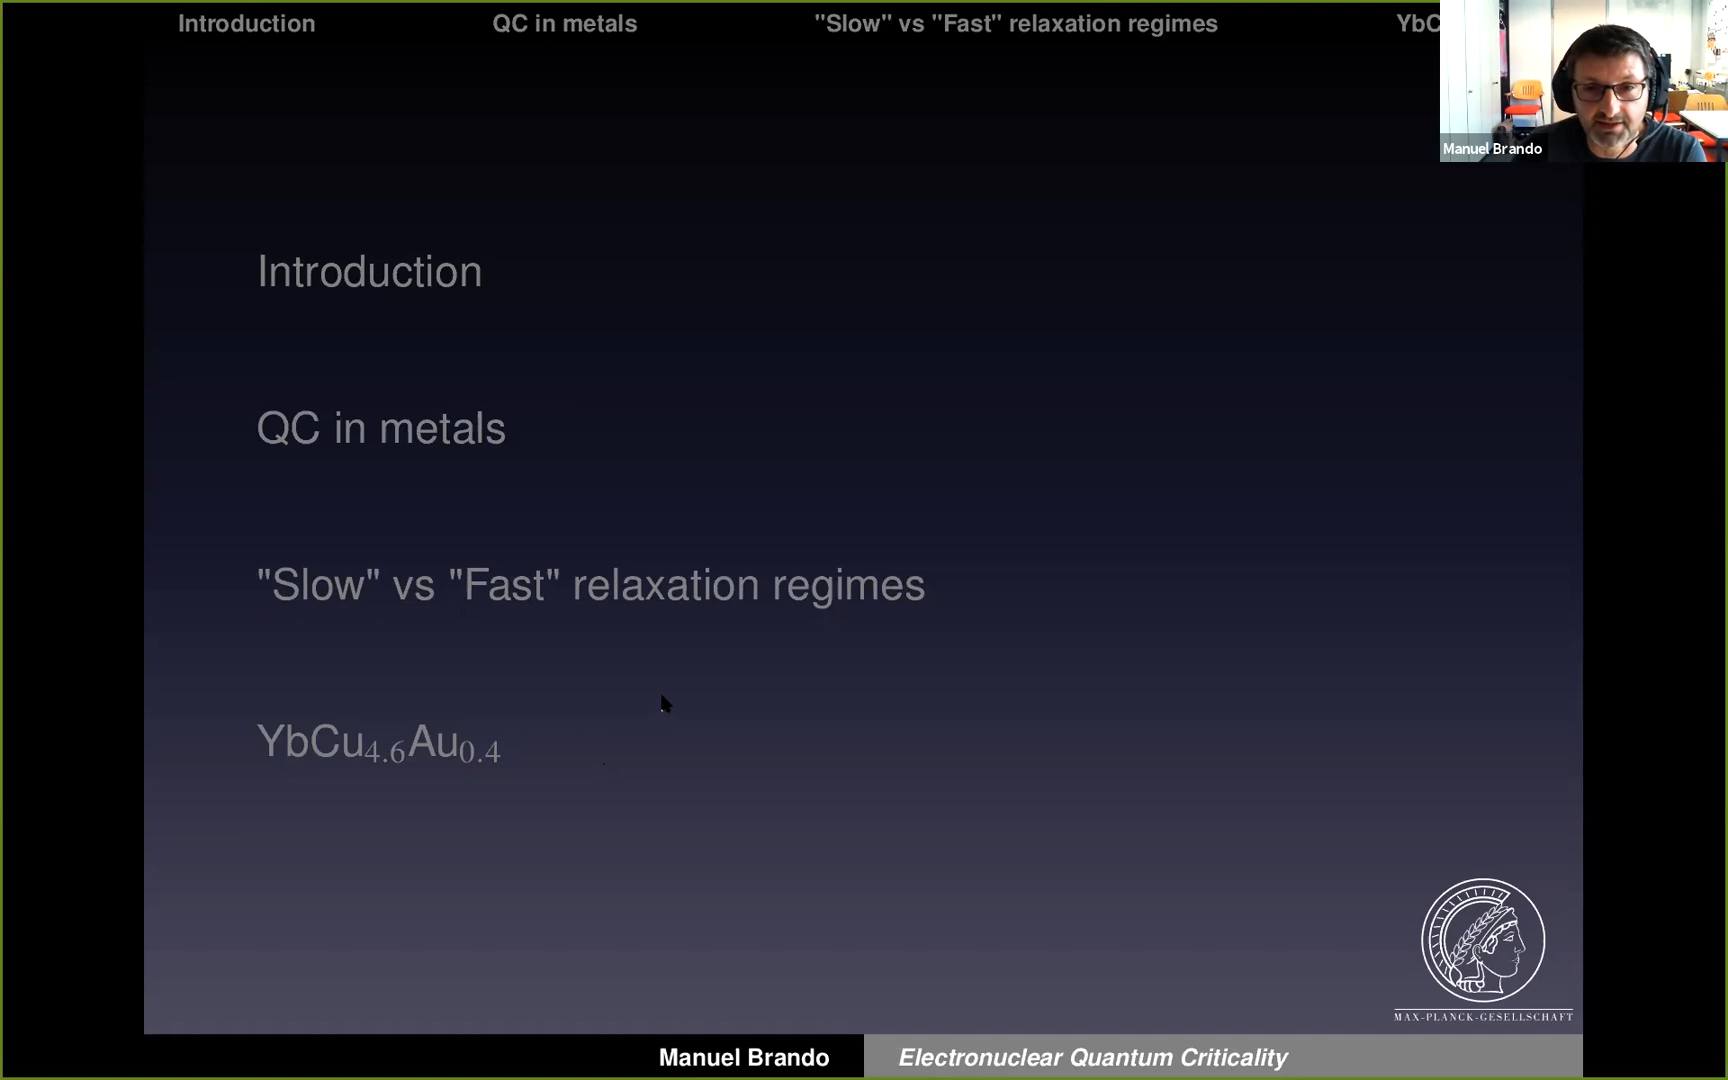 Introduction
QC in metals
"Slow" vs "Fast" relaxation regimes
YbC
Manuel Brando
Introduction
QC in metals
"Slow" vs "Fast" relaxation regimes
YbCu4.6Au0.4
MAX-PLANCK-GESELLSCHAFT
Manuel Brando
Electronuclear Quantum Criticality